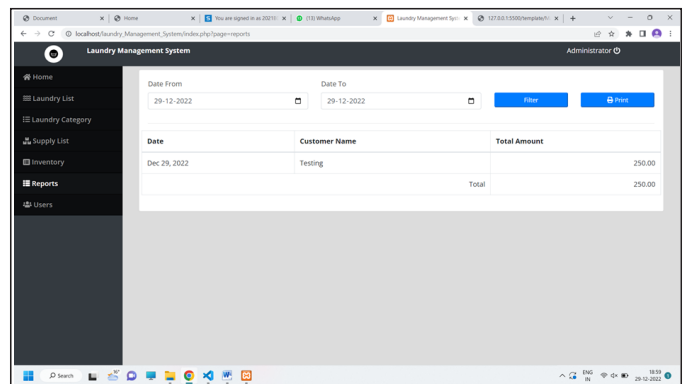 Document
Home
You are signed in as 2021
(13) WhatsApp
Laundry Management Syst
127.0.0.1:5500/template/
localhost/laundry_Management_System/index.php?page=reports
Laundry Management System
Administrator
Home
Laundry List
Laundry Category
Supply List
Inventory
Reports
Users
Date From
Date To
29-12-2022
29-12-2022
Filter
Print
Date
Customer Name
Total Amount
Dec 29, 2022
Testing
250.00
Total
250.00
Search
16°
ENG
IN
18:59
29-12-2022